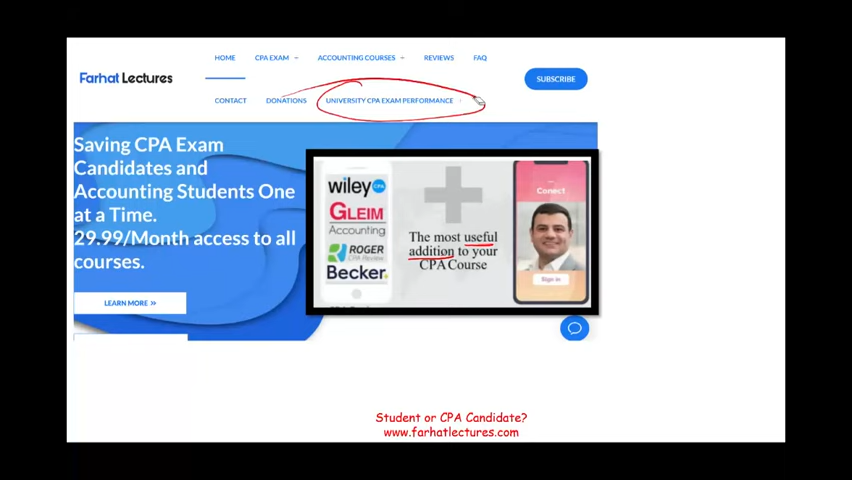 HOME
CPA EXAM
ACCOUNTING COURSES
REVIEWS
FAQ
Farhat Lectures
SUBSCRIBE
CONTACT
DONATIONS
UNIVERSITY CPA EXAM PERFORMANCE
Saving CPA Exam
Candidates and
Accounting Students One
at a Time.
29.99/Month access to all
courses.
LEARN MORE »
wiley CPA
GLEIM
Accounting
ROGER
CPA Review
Becker.
The most useful
addition to your
CPA Course
Conect
Sign in
Student or CPA Candidate?
www.farhatlectures.com